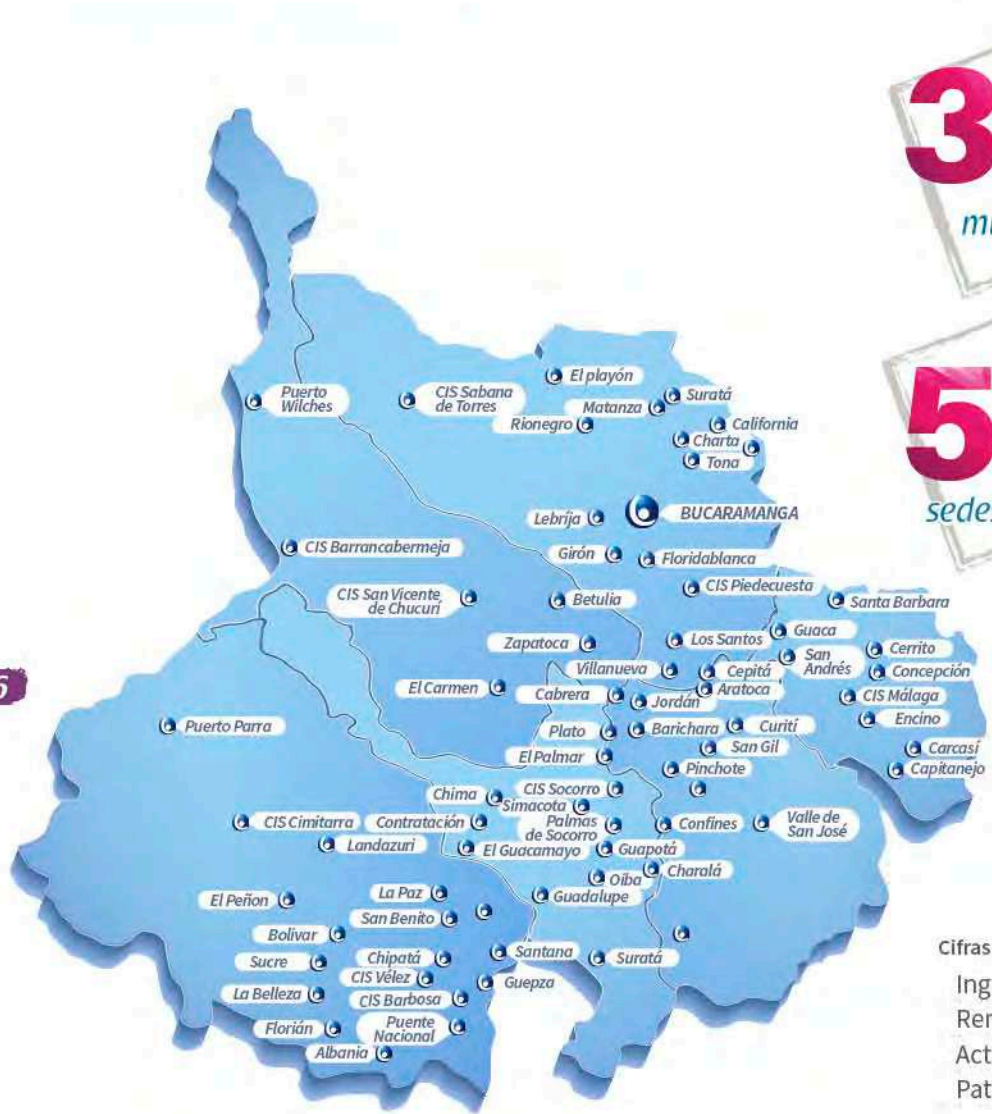 3
mi
El playón
Puerto
Wilches
CIS Sabana
de Torres
Suratá
Matanza
Rionegro
California
Charta
Tona
5
sedes
Lebríja
BUCARAMANGA
CIS Barrancabermeja
Girón
Floridablanca
CIS San Vicente
de Chucurí
Betulia
CIS Piedecuesta
Santa Barbara
Zapatoca
Los Santos
Guaca
Villanueva
Cepitá
San
Andrés
Cerrito
Concepción
6
El Carmen
Cabrera
Jordán
Aratoca
CIS Málaga
Encino
Puerto Parra
Plato
Barichara
Curití
El Palmar
San Gil
Carcasí
Pinchote
Capitanejo
Chima
CIS Socorro
Simacota
CIS Cimitarra
Contratación
Palmas
de Socorro
Confines
Valle de
San José
Landazuri
El Guacamayo
Guapotá
Charalá
Oiba
El Peñon
La Paz
Guadalupe
San Benito
Bolívar
Sucre
Chipatá
Santana
Suratá
CIS Vélez
Guepza
La Belleza
CIS Barbosa
Florián
Puente
Nacional
Albania
Cifras
Ing
Ren
Act
Pat